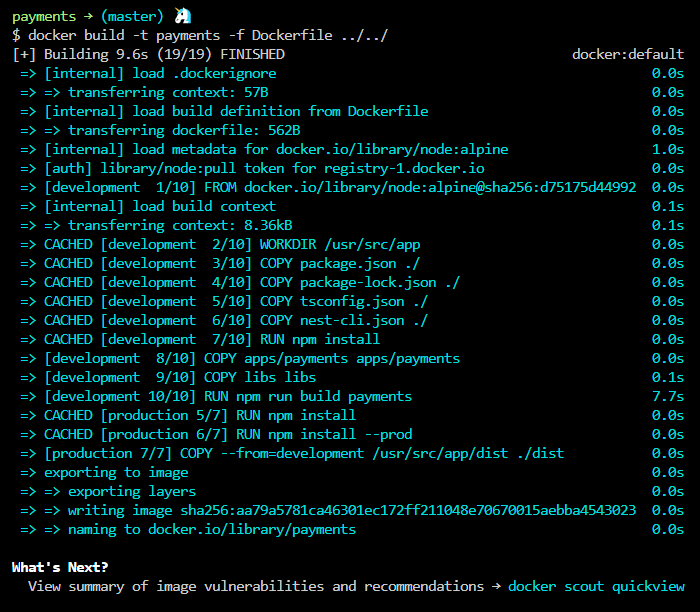 payments → (master) 🦄
$ docker build -t payments -f Dockerfile ../../
[+] Building 9.6s (19/19) FINISHED docker:default
=> [internal] load .dockerignore 0.0s
=> => transferring context: 57B 0.0s
=> [internal] load build definition from Dockerfile 0.0s
=> => transferring dockerfile: 562B 0.0s
=> [internal] load metadata for docker.io/library/node:alpine 1.0s
=> [auth] library/node:pull token for registry-1.docker.io 0.0s
=> [development  1/10] FROM docker.io/library/node:alpine@sha256:d75175d44992 0.0s
=> [internal] load build context 0.1s
=> => transferring context: 8.36kB 0.1s
=> CACHED [development  2/10] WORKDIR /usr/src/app 0.0s
=> CACHED [development  3/10] COPY package.json ./ 0.0s
=> CACHED [development  4/10] COPY package-lock.json ./ 0.0s
=> CACHED [development  5/10] COPY tsconfig.json ./ 0.0s
=> CACHED [development  6/10] COPY nest-cli.json ./ 0.0s
=> CACHED [development  7/10] RUN npm install 0.0s
=> [development  8/10] COPY apps/payments apps/payments 0.0s
=> [development  9/10] COPY libs libs 0.1s
=> [development 10/10] RUN npm run build payments 7.7s
=> CACHED [production 5/7] RUN npm install 0.0s
=> CACHED [production 6/7] RUN npm install --prod 0.0s
=> [production 7/7] COPY --from=development /usr/src/app/dist ./dist 0.0s
=> exporting to image 0.0s
=> => exporting layers 0.0s
=> => writing image sha256:aa79a5781ca46301ec172ff211048e70670015aebba4543023 0.0s
=> => naming to docker.io/library/payments 0.0s
What's Next?
View summary of image vulnerabilities and recommendations → docker scout quickview